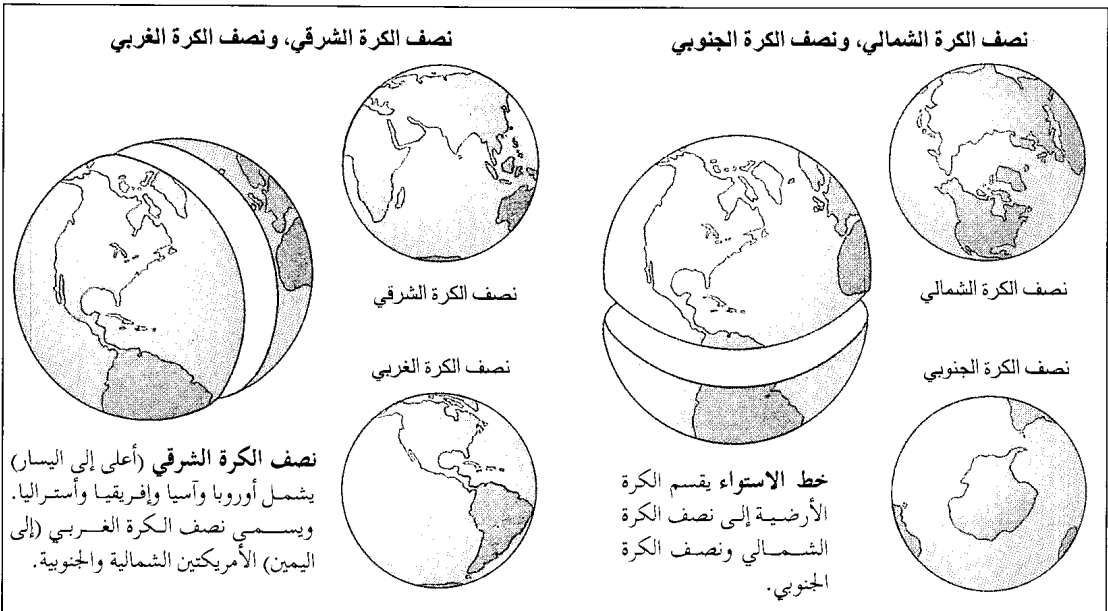 نصف الكرة الشمالي، ونصف الكرة الجنوبي
نصف الكرة الشمالي
نصف الكرة الجنوبي
خط الاستواء يقسم الكرة
الأرضية إلى نصف الكرة
الشمالي ونصف الكرة
الجنوبي.
نصف الكرة الشرقي، ونصف الكرة الغربي
نصف الكرة الشرقي
نصف الكرة الغربي
نصف الكرة الشرقي (أعلى إلى اليسار)
يشمل أوروبا وآسيا وإفريقيا وأستراليا.
ويسمى نصف الكرة الغربي (إلى
اليمين) الأمريكتين الشمالية والجنوبية.